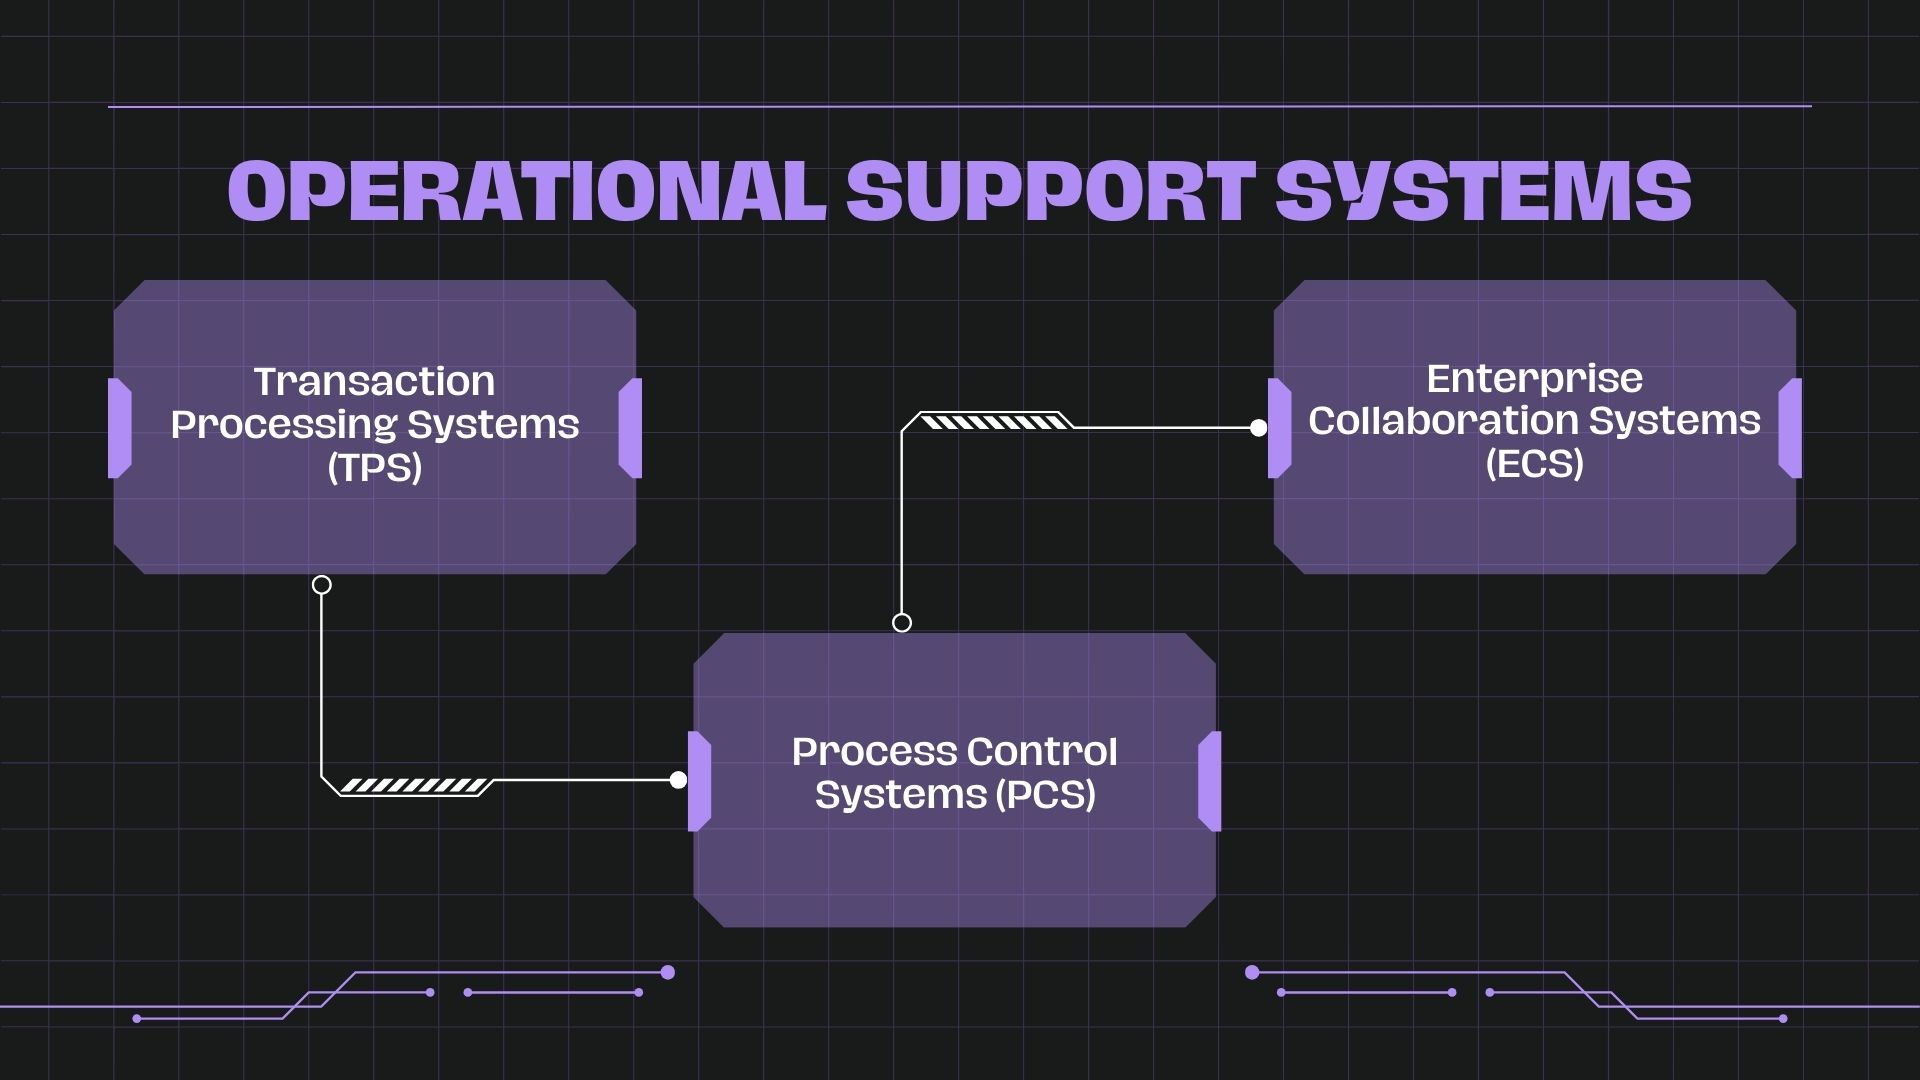 OPERATIONAL SUPPORT SYSTEMS
Transaction
Processing Systems
(TPS)
Enterprise
Collaboration Systems
(ECS)
Process Control
Systems (PCS)